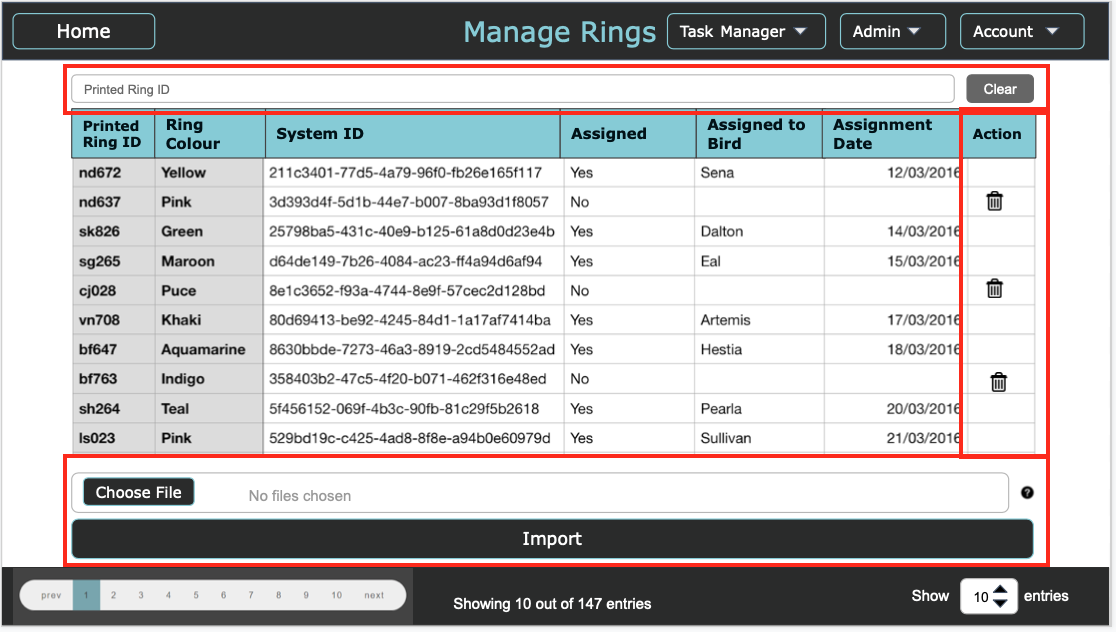 Home Manage Rings Task Manager Admin Account
Printed Ring ID Clear
Printed Ring ID Ring Colour System ID Assigned Assigned to Bird Assignment Date Action
nd672 Yellow 211c3401-77d5-4a79-96f0-fb26e165f117 Yes Sena 12/03/2016
nd637 Pink 3d393d4f-5d1b-44e7-b007-8ba93d1f8057 No
sk826 Green 25798ba5-431c-40e9-b125-61a8d0d23e4b Yes Dalton 14/03/2016
sg265 Maroon d64de149-7b26-4084-ac23-ff4a94d6af94 Yes Eal 15/03/2016
cj028 Puce 8e1c3652-f93a-4744-8e9f-57cec2d128bd No
vn708 Khaki 80d69413-be92-4245-84d1-1a17af7414ba Yes Artemis 17/03/2016
bf647 Aquamarine 8630bbde-7273-46a3-8919-2cd5484552ad Yes Hestia 18/03/2016
bf763 Indigo 358403b2-47c5-4f20-b071-462f316e48ed No
sh264 Teal 5f456152-069f-4b3c-90fb-81c29f5b2618 Yes Pearla 20/03/2016
ls023 Pink 529bd19c-c425-4ad8-8f8e-a94b0e60979d Yes Sullivan 21/03/2016
Choose File No files chosen ?
Import
prev 1 2 3 4 5 6 7 8 9 10 next Showing 10 out of 147 entries Show 10 entries